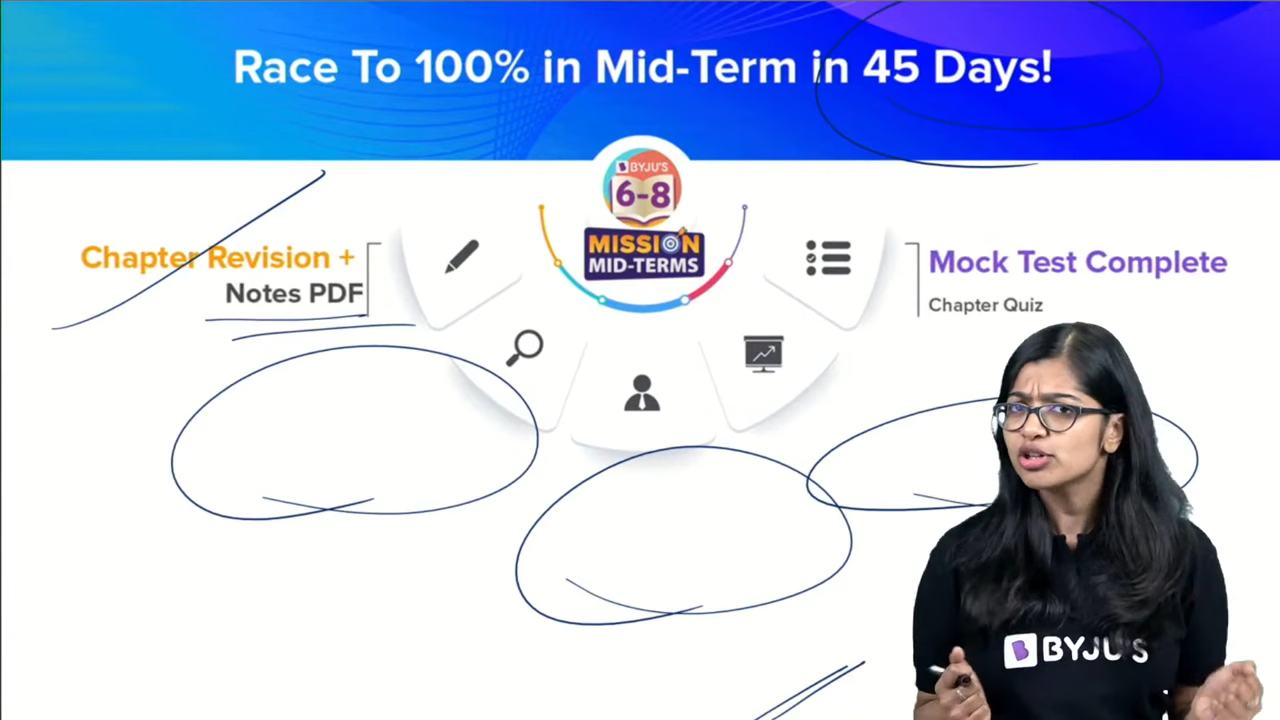 Race To 100% in Mid-Term in 45 Days!
BYJU'S
6-8
MISSION
MID-TERMS
Chapter Revision +
Notes PDF
Mock Test Complete
Chapter Quiz
BYJU'S